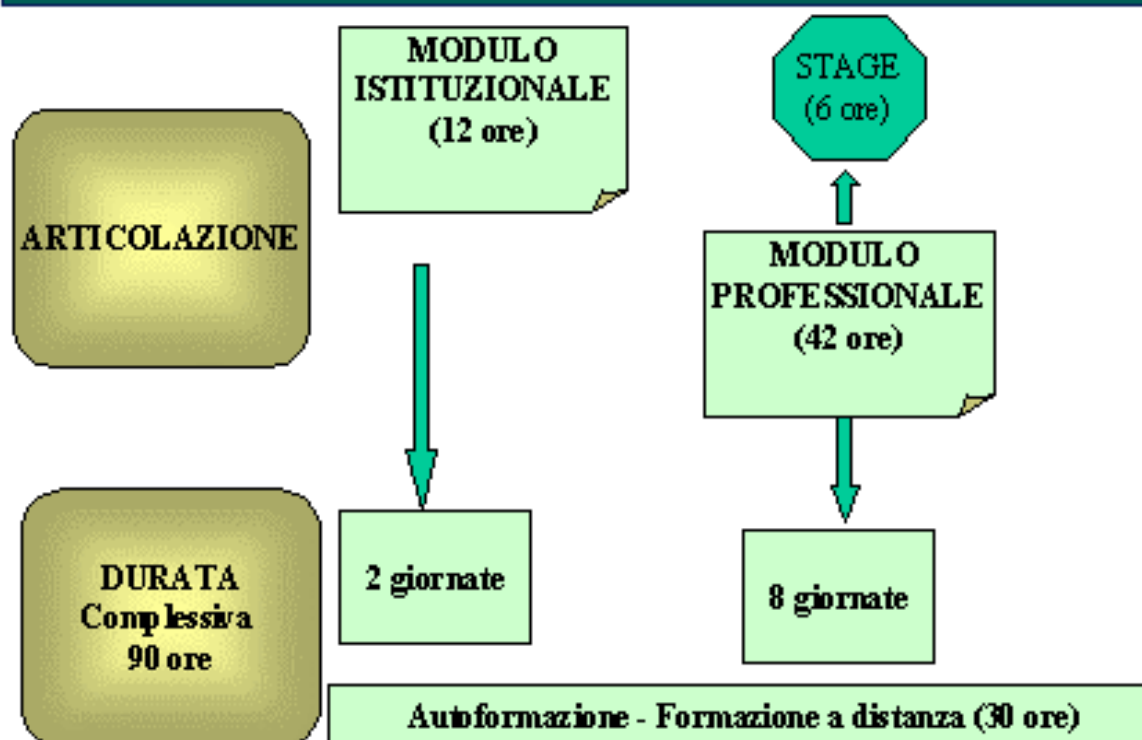 MODULO
ISTITUZIONALE
(12 ore)
STAGE
(6 ore)
ARTICOLAZIONE
MODULO
PROFESSIONALE
(42 ore)
DURATA
Complessiva
90 ore
2 giornate
8 giornate
Autoformazione - Formazione a distanza (30 ore)